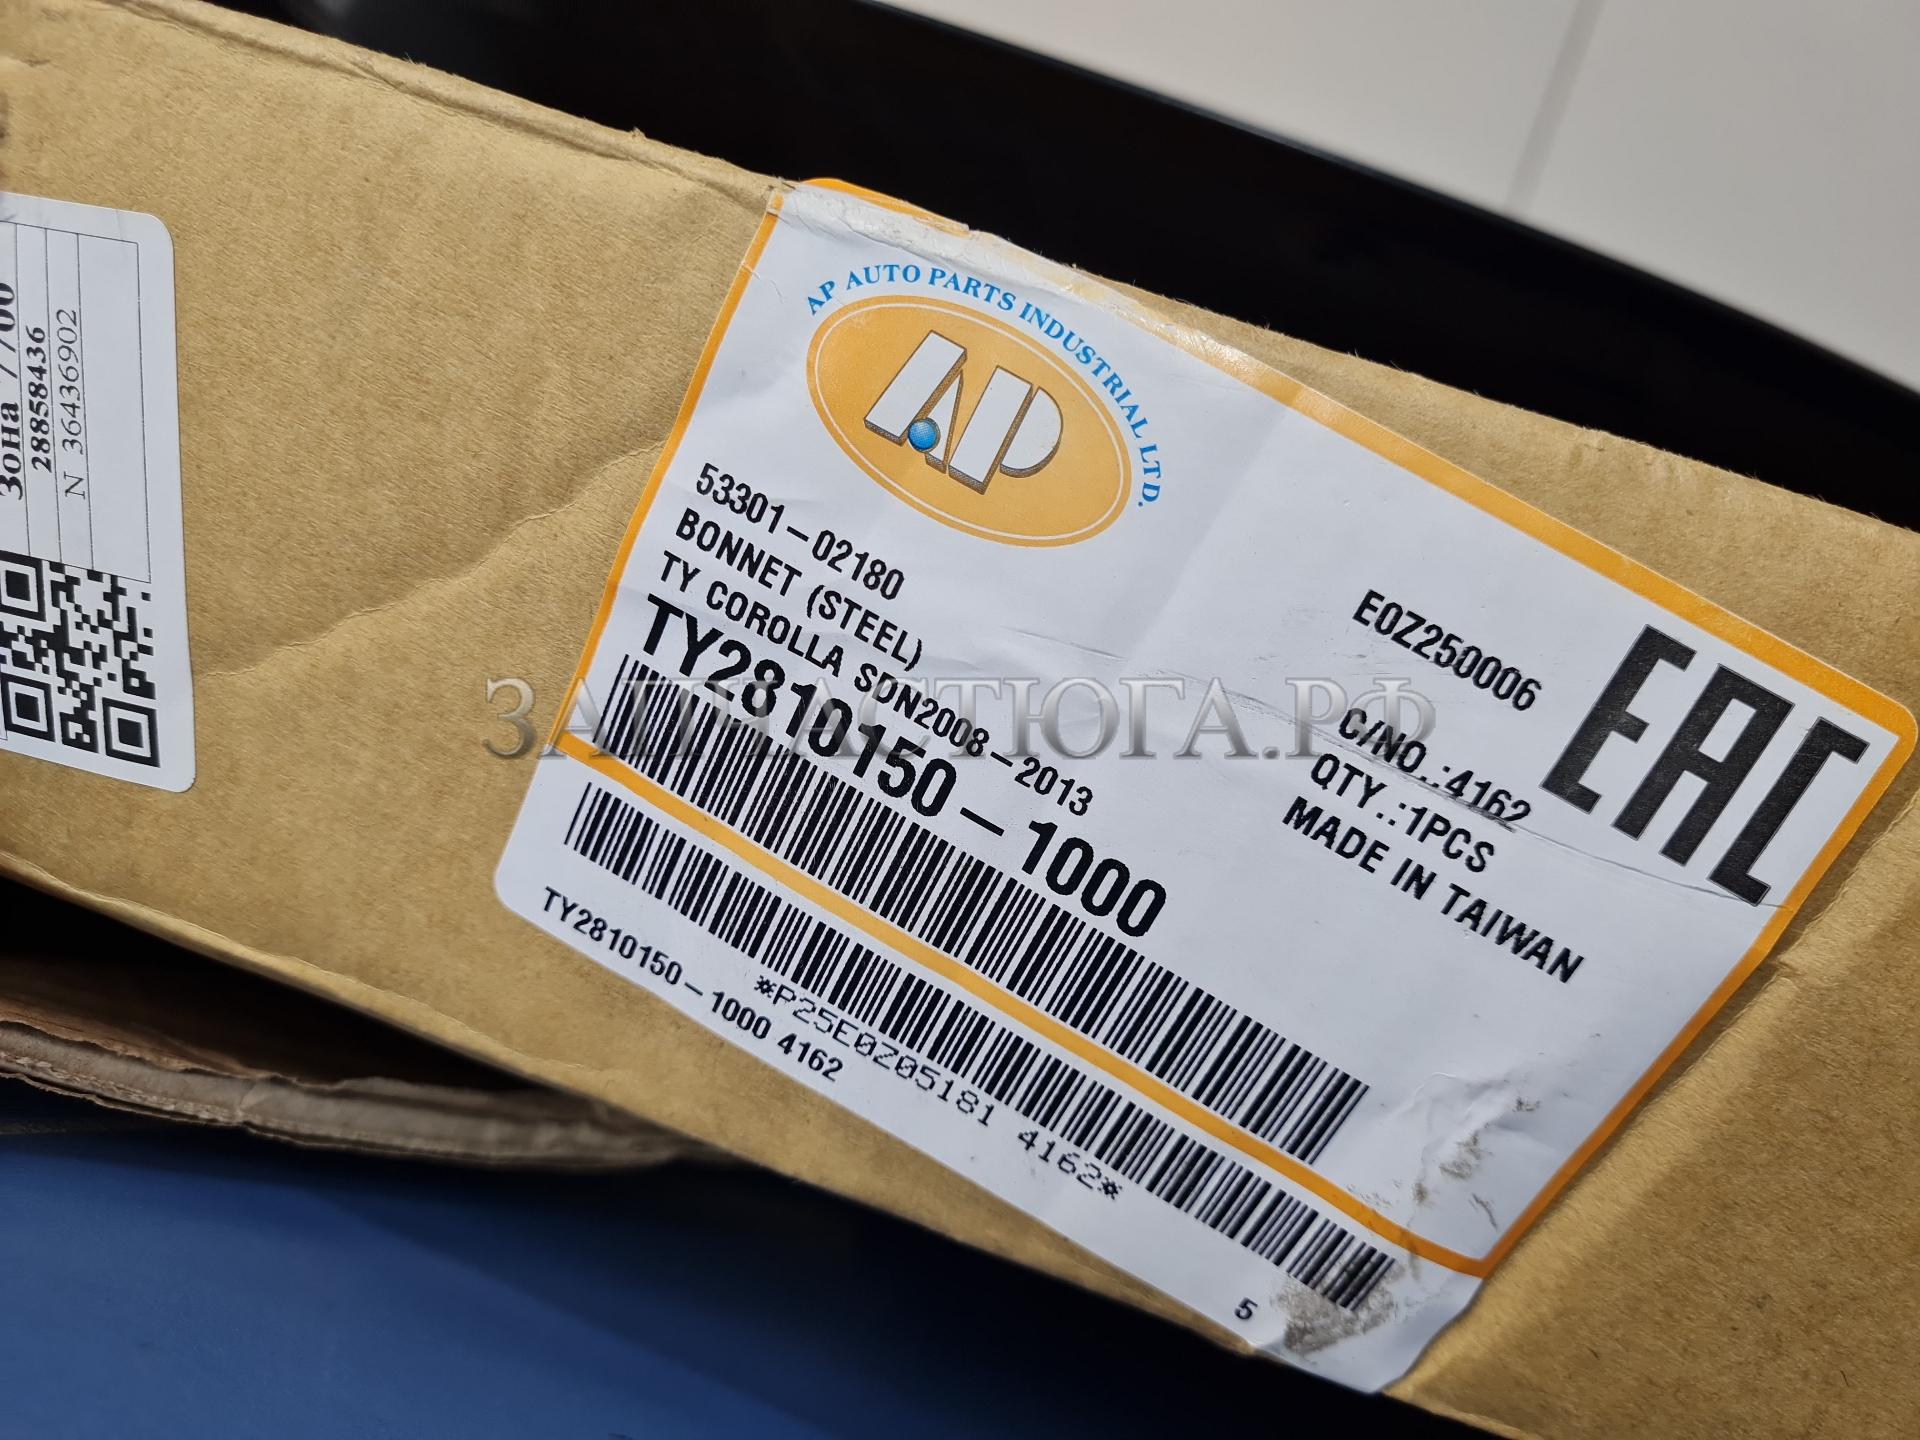 Зона 7700
28858436
N 36436902
AP AUTO PARTS INDUSTRIAL LTD.
AP
53301-02180
BONNET (STEEL)
TY COROLLA SDN2008-2013
TY2810150-1000
E0Z250006
C/NO.:4162
QTY.:1PCS
MADE IN TAIWAN
EAC
*P25E0Z05181 4162*
TY2810150-1000 4162
5
ЗАПЧАСТЮГА.РФ